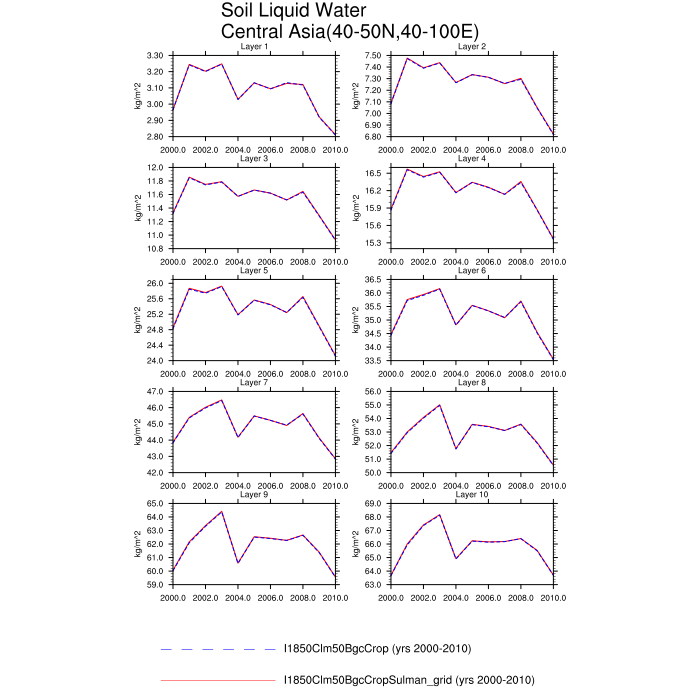 Soil Liquid Water
Central Asia(40-50N,40-100E)
Layer 1
3.30
3.20
3.10
3.00
2.90
2.80
kg/m^2
2000.0 2002.0 2004.0 2006.0 2008.0 2010.0
Layer 2
7.50
7.40
7.30
7.20
7.10
7.00
6.90
6.80
kg/m^2
2000.0 2002.0 2004.0 2006.0 2008.0 2010.0
Layer 3
12.0
11.8
11.6
11.4
11.2
11.0
10.8
kg/m^2
2000.0 2002.0 2004.0 2006.0 2008.0 2010.0
Layer 4
16.5
16.2
15.9
15.6
15.3
kg/m^2
2000.0 2002.0 2004.0 2006.0 2008.0 2010.0
Layer 5
26.0
25.6
25.2
24.8
24.4
24.0
kg/m^2
2000.0 2002.0 2004.0 2006.0 2008.0 2010.0
Layer 6
36.5
36.0
35.5
35.0
34.5
34.0
33.5
kg/m^2
2000.0 2002.0 2004.0 2006.0 2008.0 2010.0
Layer 7
47.0
46.0
45.0
44.0
43.0
42.0
kg/m^2
2000.0 2002.0 2004.0 2006.0 2008.0 2010.0
Layer 8
56.0
55.0
54.0
53.0
52.0
51.0
50.0
kg/m^2
2000.0 2002.0 2004.0 2006.0 2008.0 2010.0
Layer 9
65.0
64.0
63.0
62.0
61.0
60.0
59.0
kg/m^2
2000.0 2002.0 2004.0 2006.0 2008.0 2010.0
Layer 10
69.0
68.0
67.0
66.0
65.0
64.0
63.0
kg/m^2
2000.0 2002.0 2004.0 2006.0 2008.0 2010.0
I1850Clm50BgcCrop (yrs 2000-2010)
I1850Clm50BgcCropSulman_grid (yrs 2000-2010)